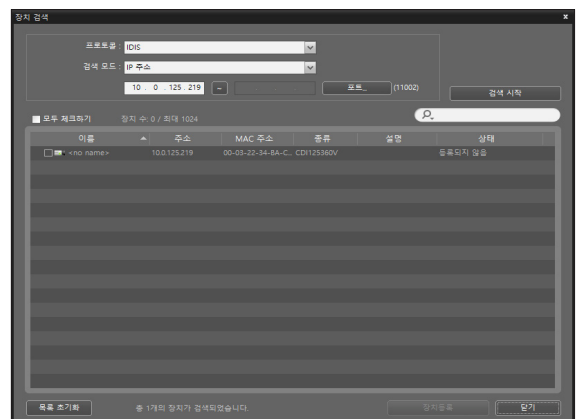 장치 검색 x
프로토콜 : IDIS
검색 모드 : IP 주소
10 . 0 . 125 . 219 – 포트_ (11002) 검색 시작
모두 체크하기 장치 수: 0 / 최대 1024
이름 주소 MAC 주소 종류 설명 상태
<no name> 10.0.125.219 00-03-22-34-8A-C... CDI125360V 등록되지 않음
목록 초기화 총 1개의 장치가 검색되었습니다. 장치등록 닫기